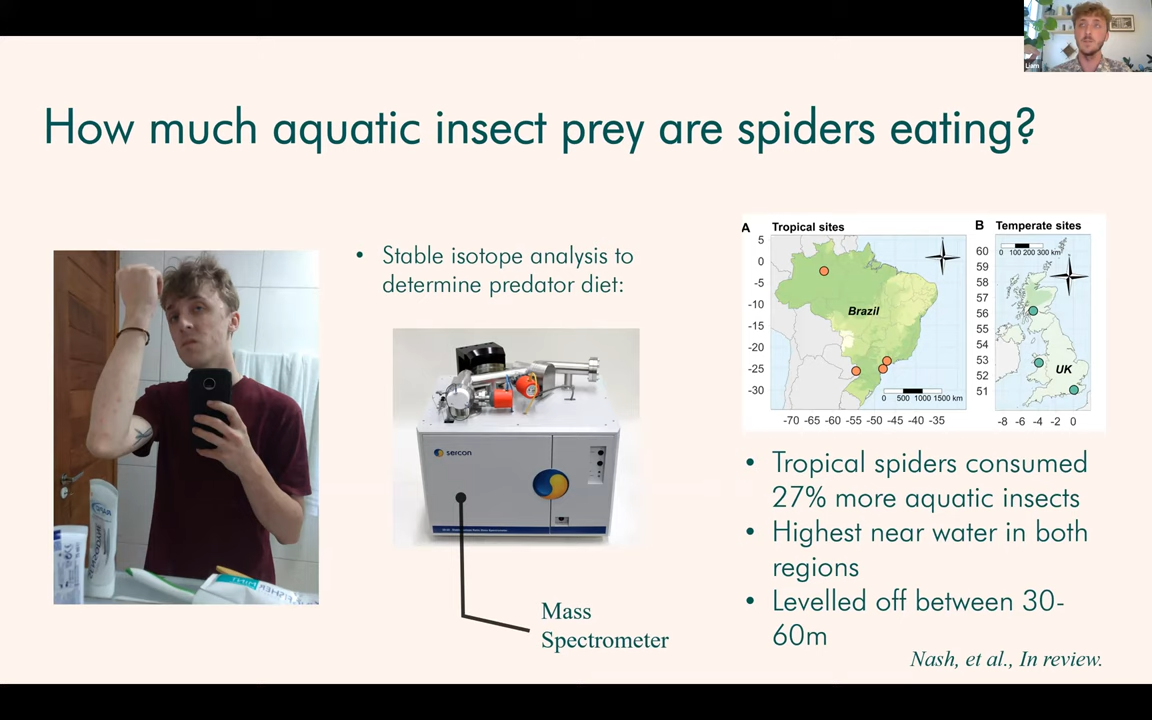 Liam
How much aquatic insect prey are spiders eating?
• Stable isotope analysis to
determine predator diet:
sercon
Mass
Spectrometer
A Tropical sites
5
0
-5
-10
-15
-20
-25
-30
Brazil
0 500 1000 1500 km
-70 -65 -60 -55 -50 -45 -40 -35
B Temperate sites
0 100 200 300 km
60
59
58
57
56
55
54
53
52
51
UK
-8 -6 -4 -2 0
• Tropical spiders consumed
27% more aquatic insects
• Highest near water in both
regions
• Levelled off between 30-
60m
Nash, et al., In review.